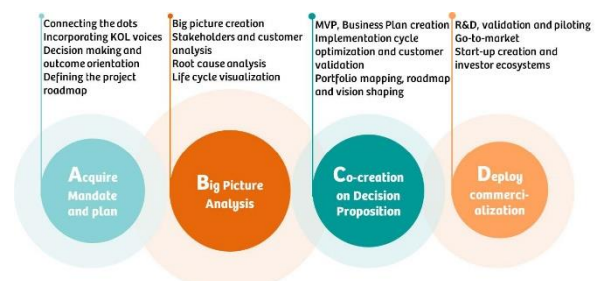 Connecting the dots
Incorporating KOL voices
Decision making and
outcome orientation
Defining the project
roadmap
Big picture creation
Stakeholders and customer
analysis
Root cause analysis
Life cycle visualization
MVP, Business Plan creation
Implementation cycle
optimization and customer
validation
Portfolio mapping, roadmap
and vision shaping
R&D, validation and piloting
Go-to-market
Start-up creation and
investor ecosystems
Acquire
Mandate
and plan
Big Picture
Analysis
Co-creation
on Decision
Proposition
Deploy
commerci-
alization